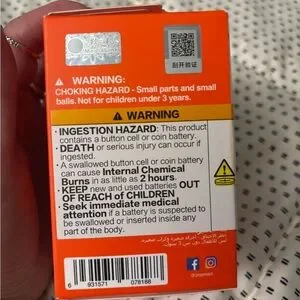 刮开验证
⚠ WARNING:
CHOKING HAZARD - Small parts and small
balls. Not for children under 3 years.
⚠ WARNING
• INGESTION HAZARD: This product
contains a button cell or coin battery.
• DEATH or serious injury can occur if
ingested.
• A swallowed button cell or coin battery
can cause Internal Chemical
Burns in as little as 2 hours.
• KEEP new and used batteries OUT
OF REACH of CHILDREN
• Seek immediate medical
attention if a battery is suspected to
be swallowed or inserted inside any
part of the body.
6 931571 078188